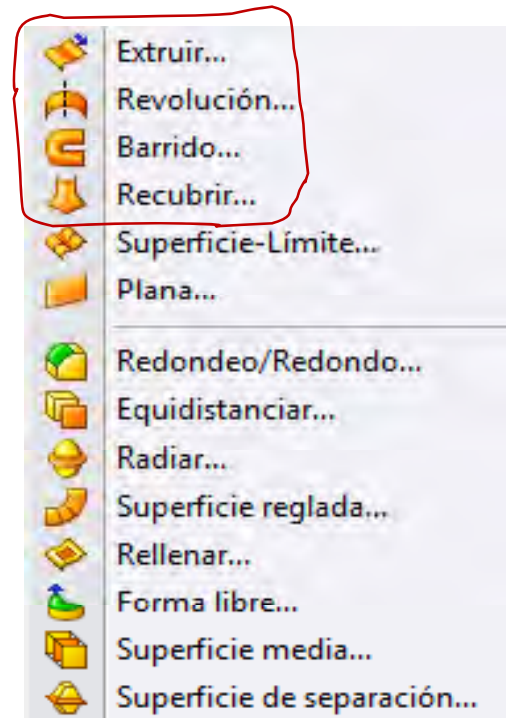 Extruir...
Revolución...
Barrido...
Recubrir...
Superficie-Límite...
Plana...
Redondeo/Redondo...
Equidistanciar...
Radiar...
Superficie reglada...
Rellenar...
Forma libre...
Superficie media...
Superficie de separación...